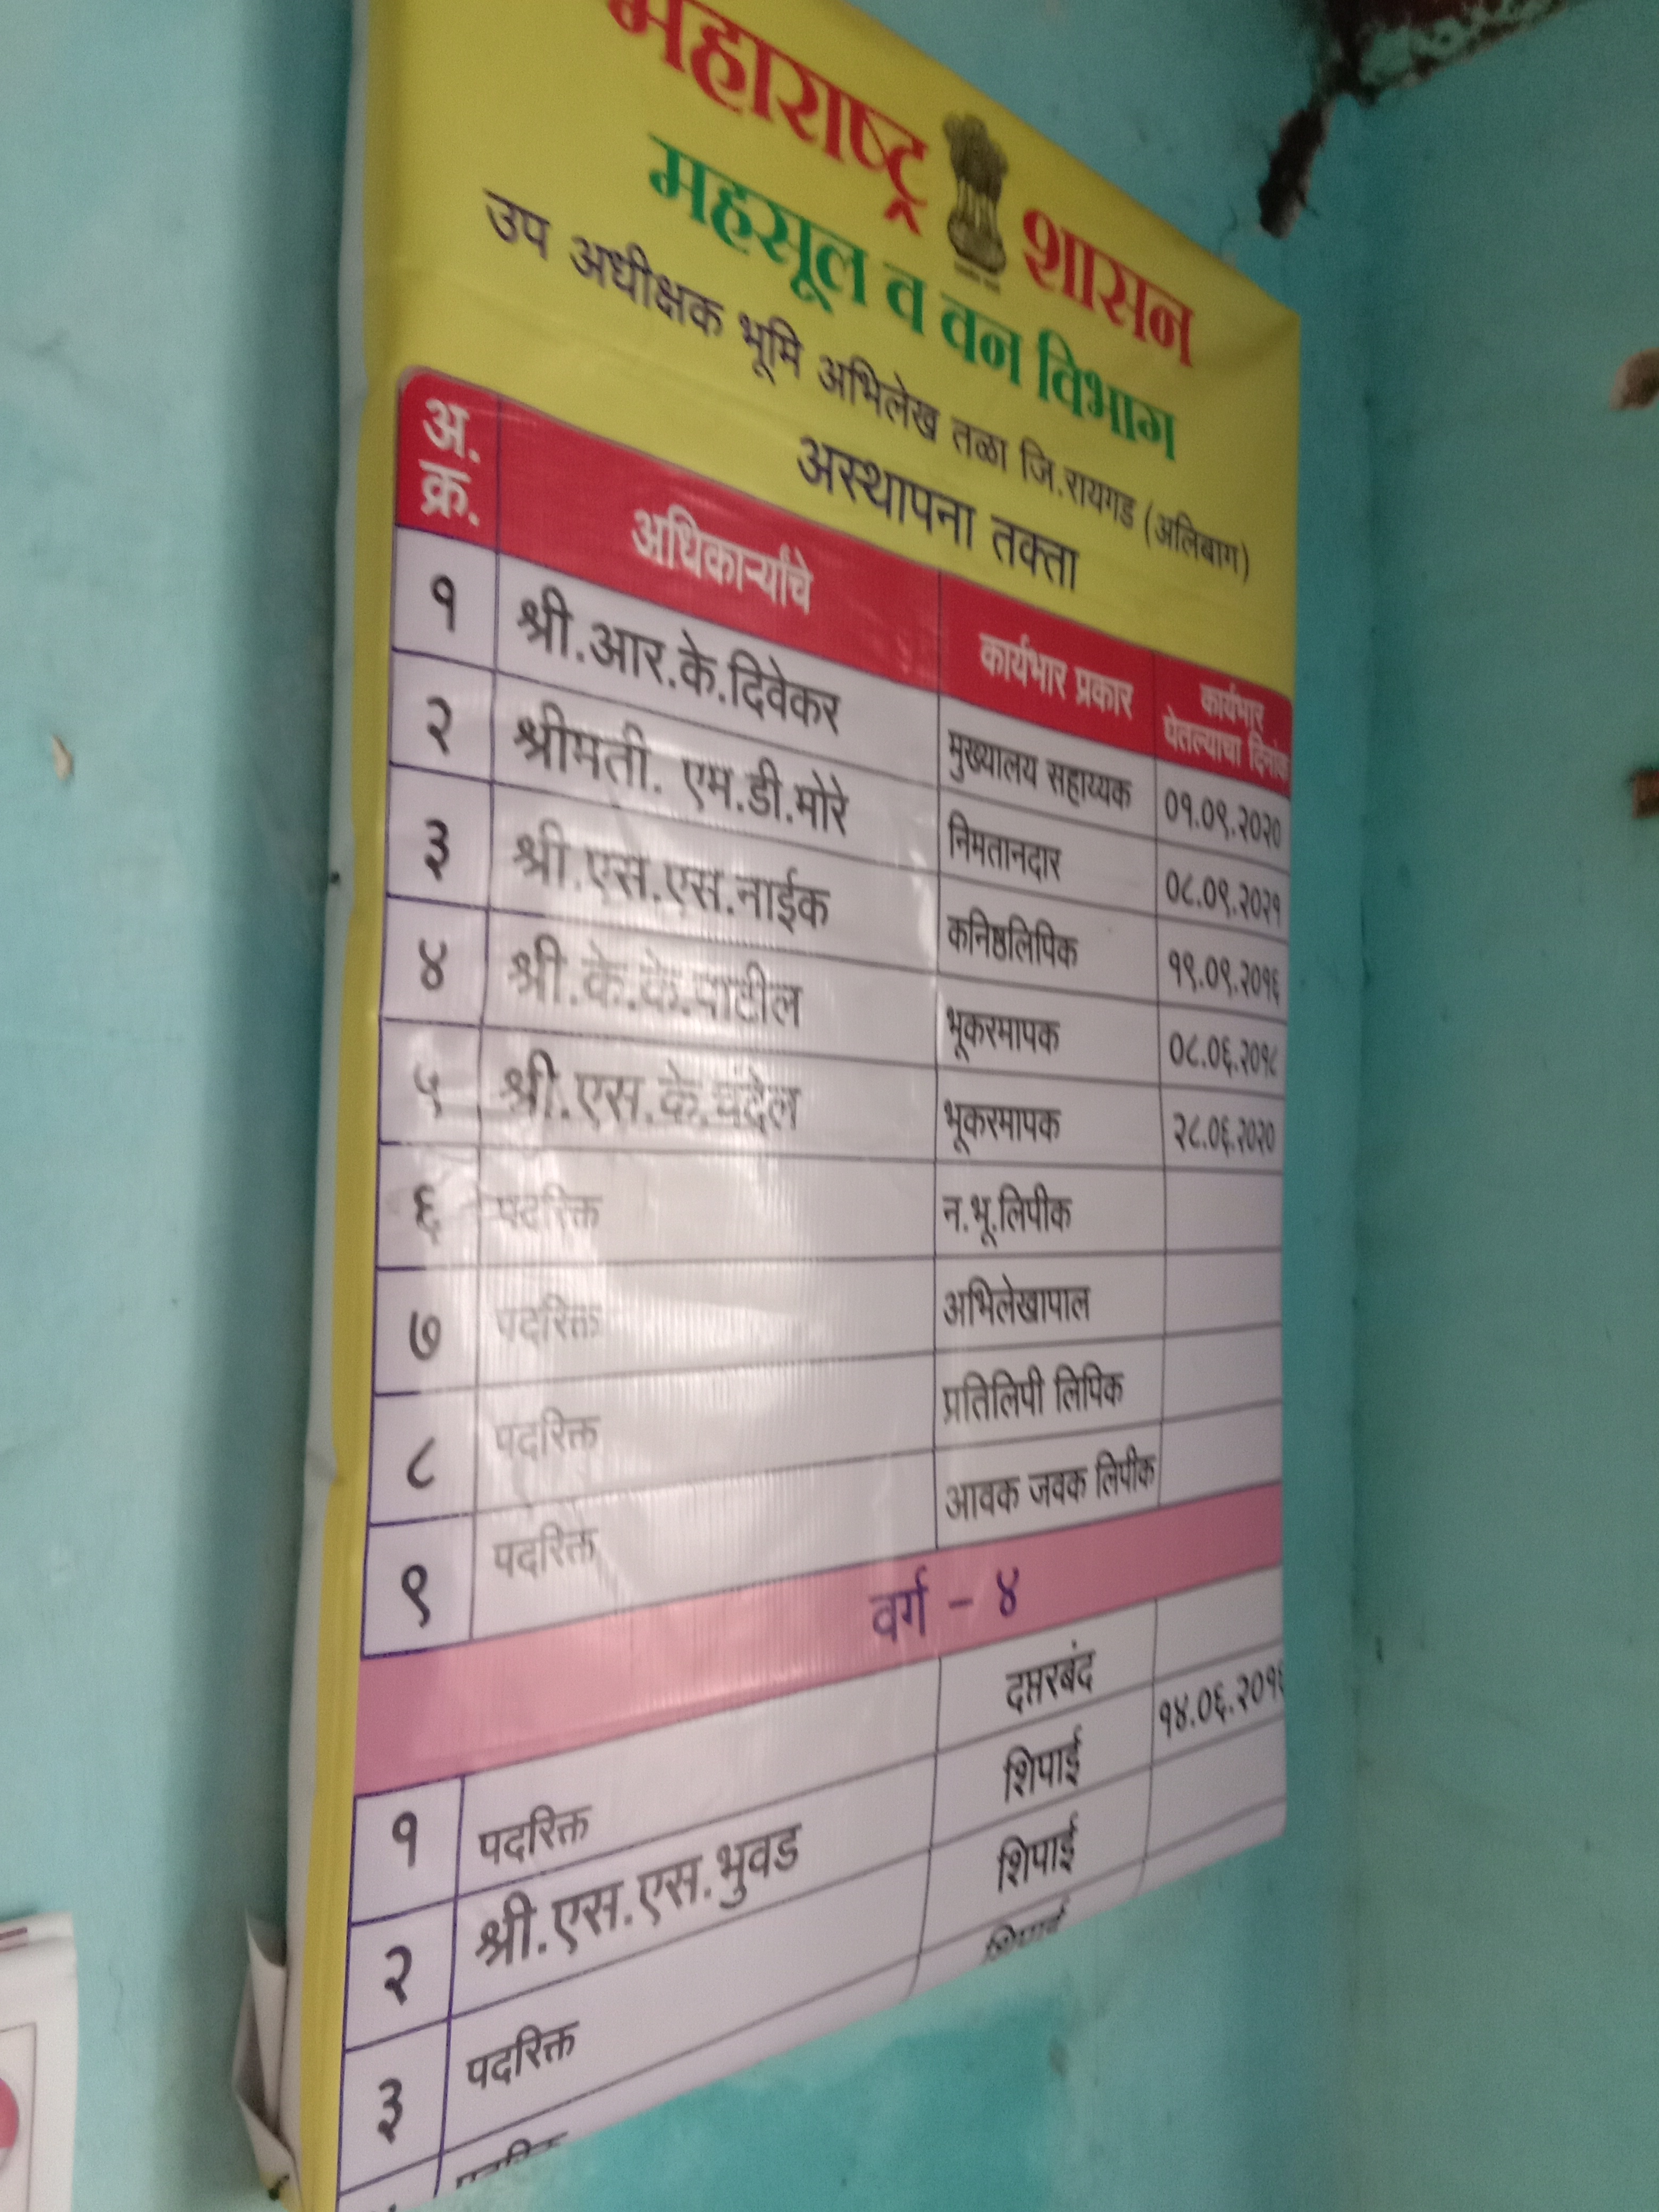 महाराष्ट्र शासन
महसूल व वन विभाग
उप अधीक्षक भूमि अभिलेख तळा जि.रायगड (अलिबाग)
अस्थापना तक्ता
अ.क्र. अधिकाऱ्यांचे कार्यभार प्रकार कार्यभार घेतल्याचा दिनांक
१ श्री.आर.के.दिवेकर मुख्यालय सहाय्यक ०१.०९.२०२०
२ श्रीमती. एम.डी.मोरे निमतानदार ०८.०९.२०२१
३ श्री.एस.एस.नाईक कनिष्ठलिपिक १९.०९.२०१६
४ श्री.के.के.पाटील भूकरमापक ०८.०६.२०१८
५ श्री.एस.के.चंदेल भूकरमापक २८.०६.२०२०
६ पदरिक्त न.भू.लिपीक
७ पदरिक्त अभिलेखापाल
८ पदरिक्त प्रतिलिपी लिपिक
९ पदरिक्त आवक जवक लिपीक
वर्ग - ४
१ पदरिक्त दप्तरबंद
२ श्री.एस.एस.भुवड शिपाई १४.०६.२०१६
३ पदरिक्त शिपाई
पदरिक्त शिपाई